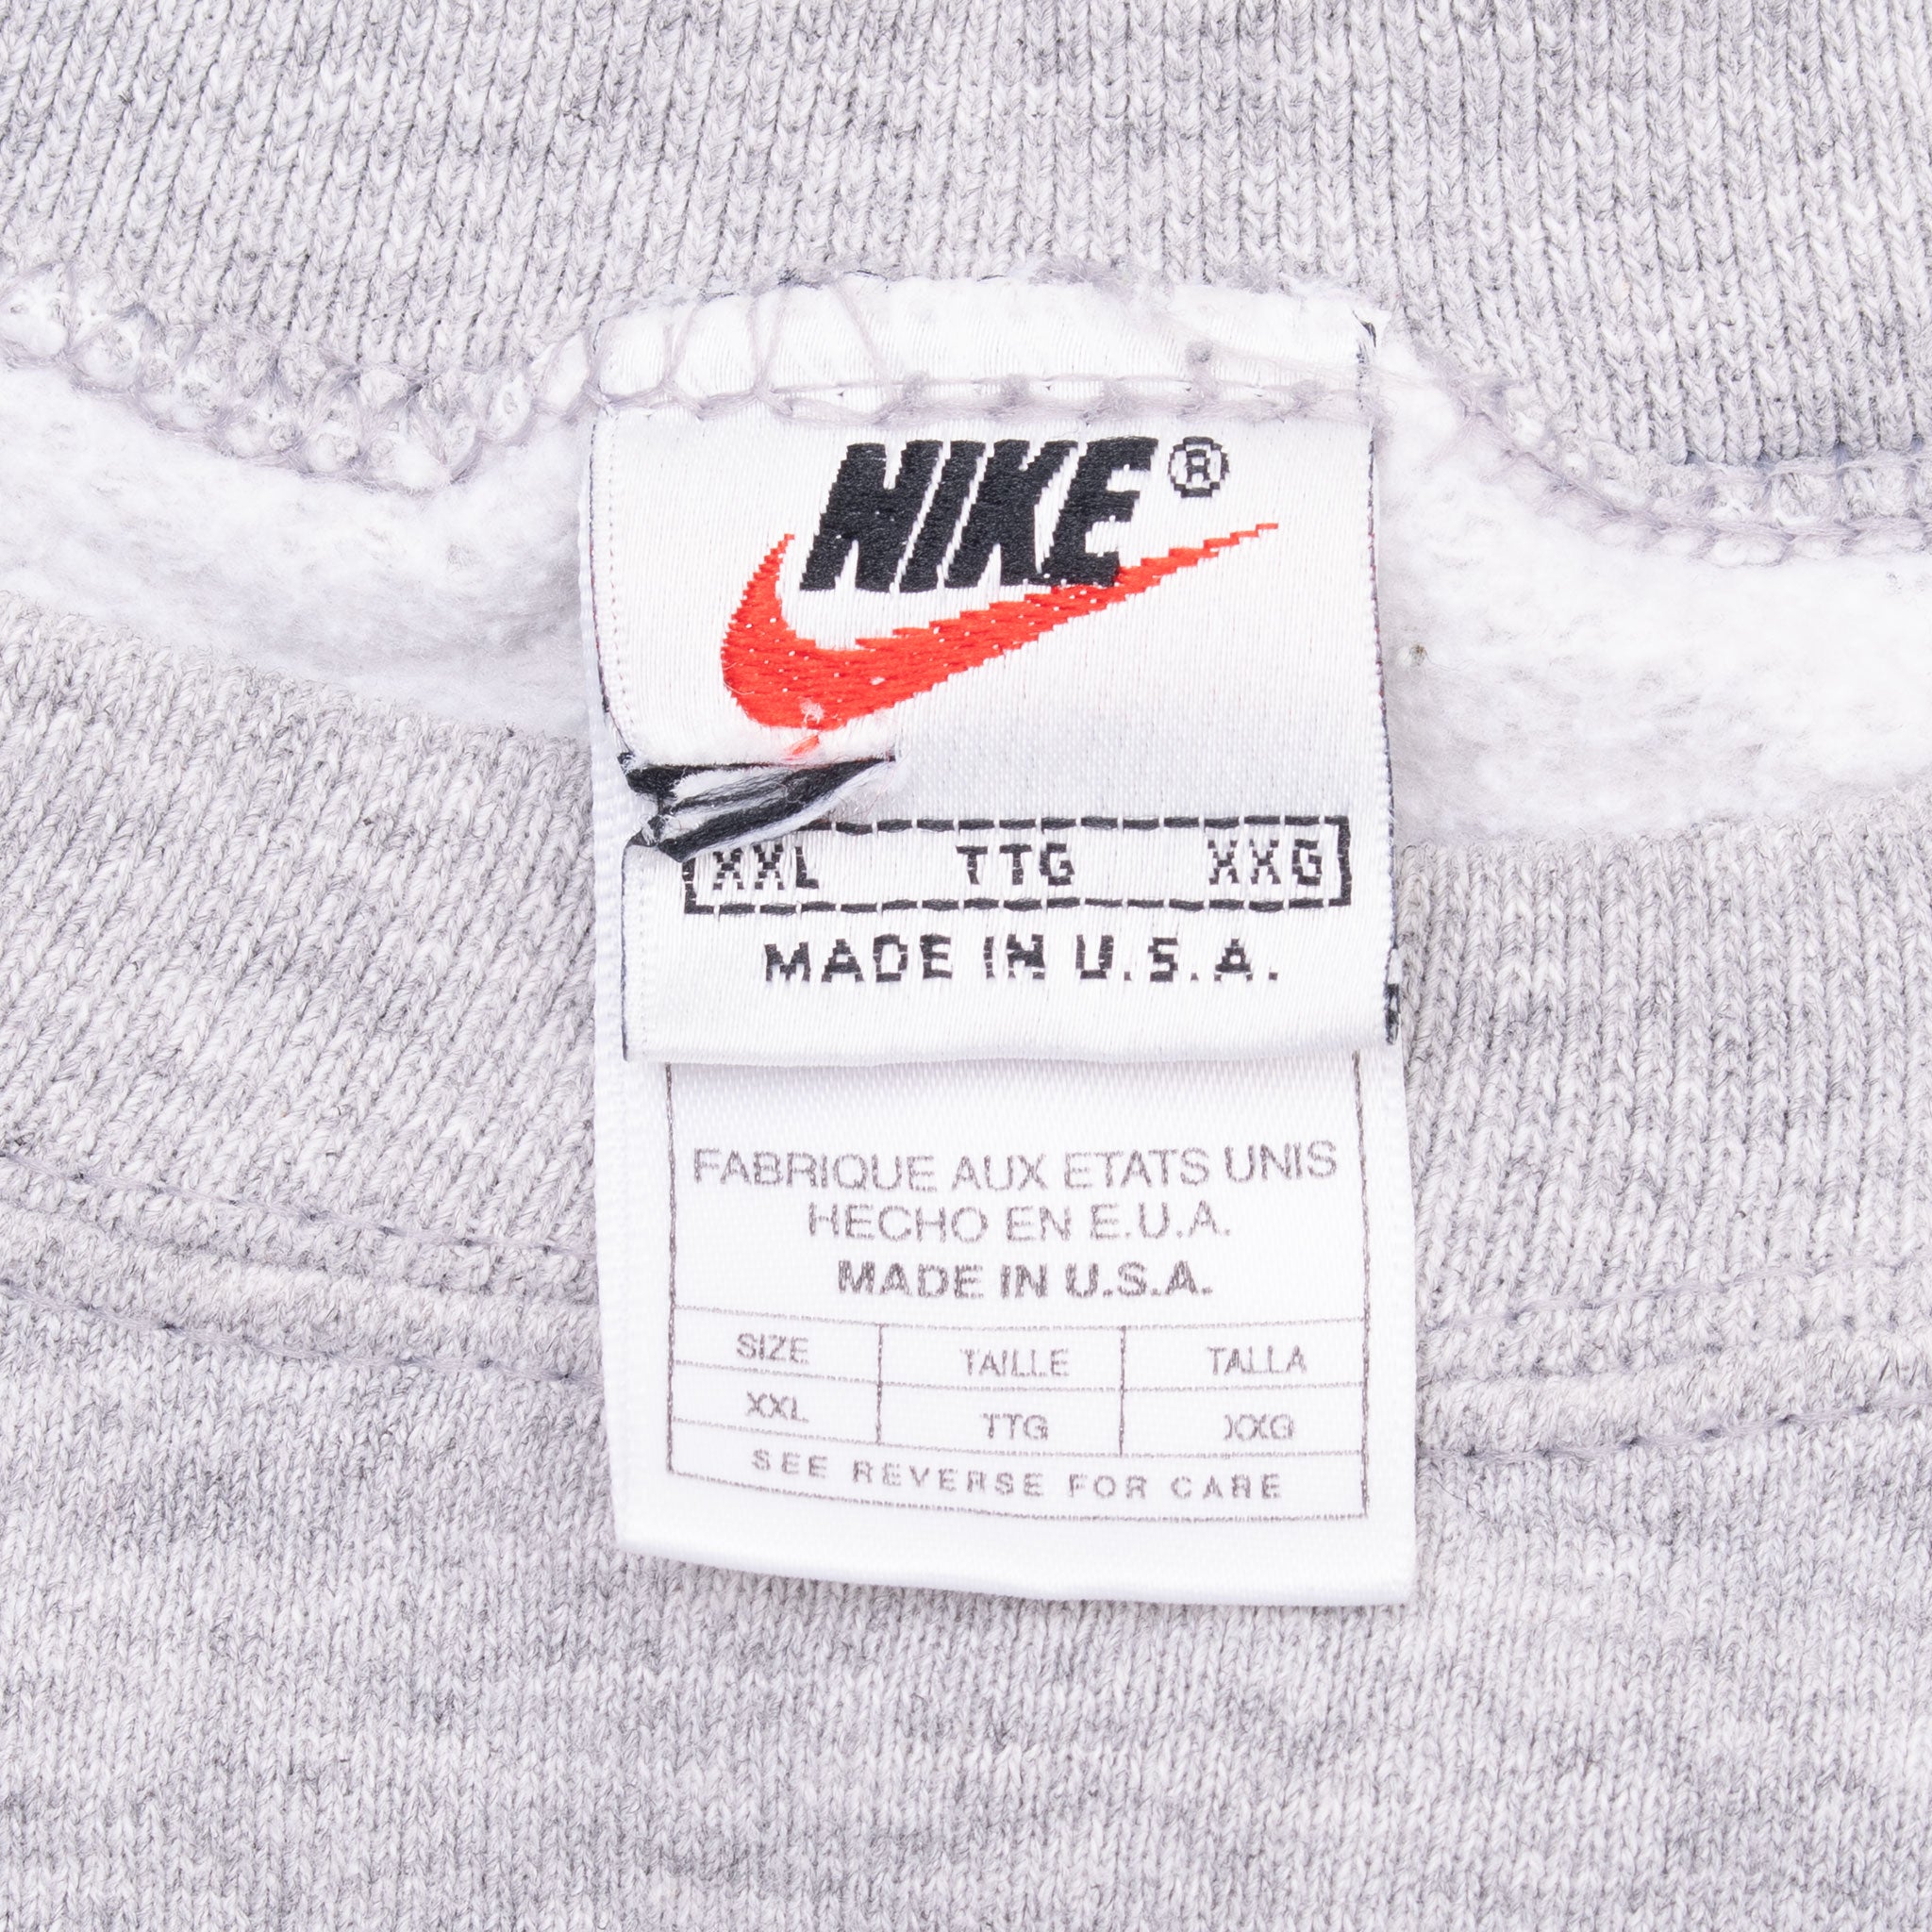 NIKE®
XXL TTG XXG
MADE IN U.S.A.
FABRIQUE AUX ETATS UNIS
HECHO EN E.U.A.
MADE IN U.S.A.
SIZE TAILLE TALLA
XXL TTG XXG
SEE REVERSE FOR CARE